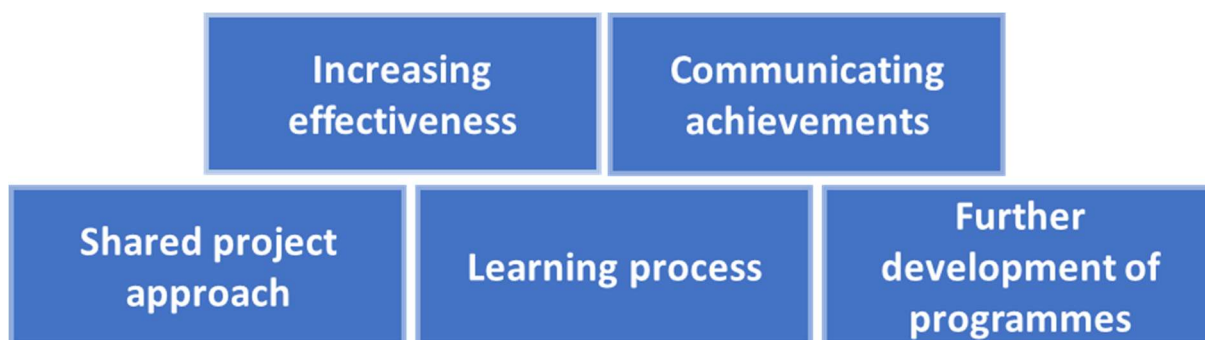 Increasing
effectiveness
Communicating
achievements
Shared project
approach
Learning process
Further
development of
programmes